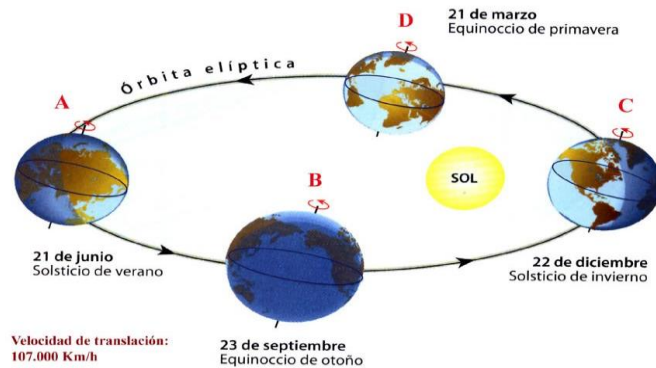 D
21 de marzo
Equinoccio de primavera
Órbita elíptica
A
C
B
SOL
21 de junio
Solsticio de verano
22 de diciembre
Solsticio de invierno
23 de septiembre
Equinoccio de otoño
Velocidad de translación:
107.000 Km/h